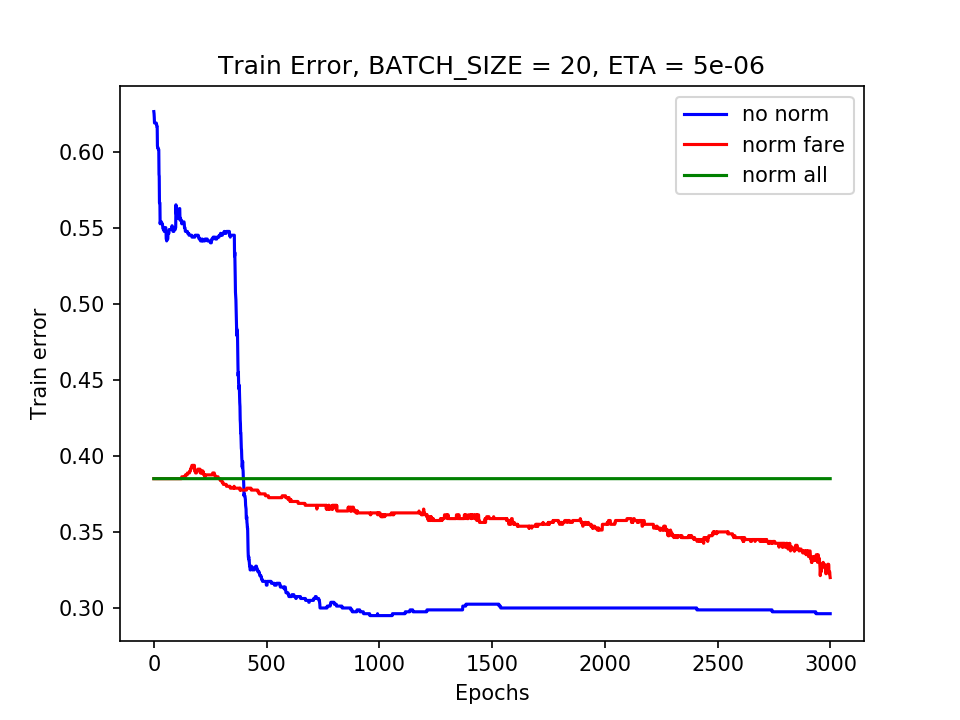 Train Error, BATCH_SIZE = 20, ETA = 5e-06
no norm
norm fare
norm all
Train error
0.60
0.55
0.50
0.45
0.40
0.35
0.30
0
500
1000
1500
2000
2500
3000
Epochs